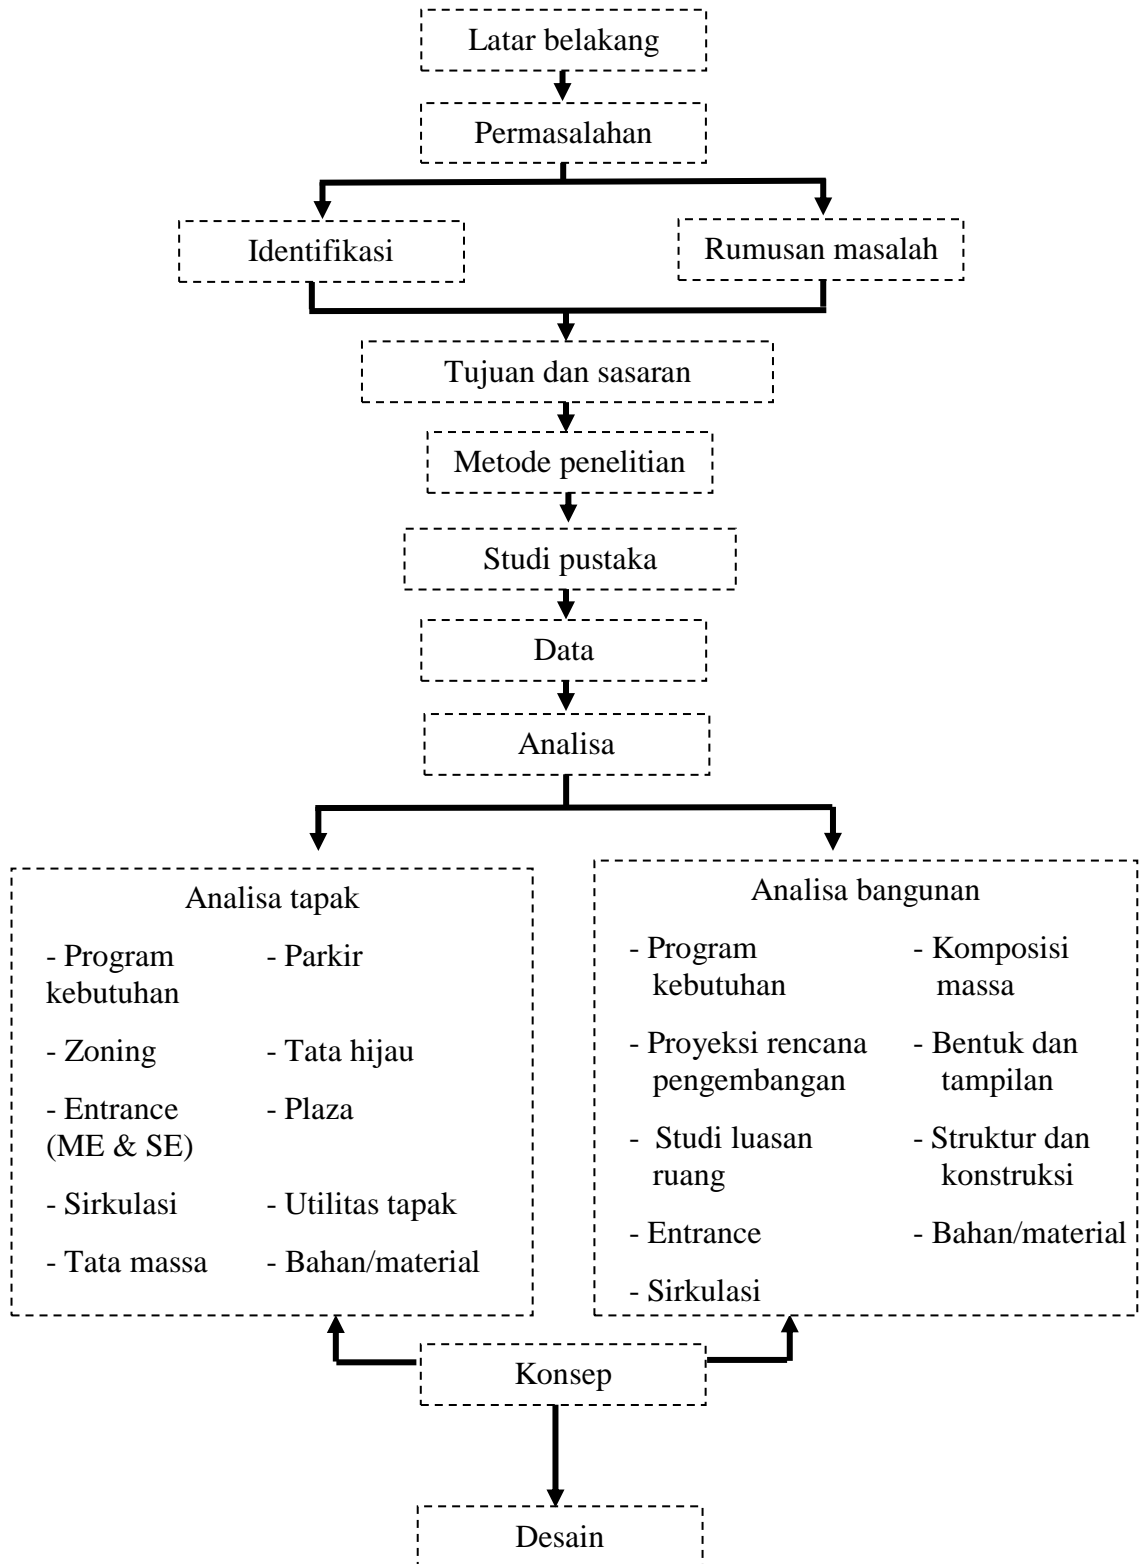 Latar belakang
Permasalahan
Identifikasi
Rumusan masalah
Tujuan dan sasaran
Metode penelitian
Studi pustaka
Data
Analisa
Analisa tapak
- Program
kebutuhan
- Parkir
- Zoning
- Tata hijau
- Entrance
(ME & SE)
- Plaza
- Sirkulasi
- Utilitas tapak
- Tata massa
- Bahan/material
Analisa bangunan
- Program
kebutuhan
- Komposisi
massa
- Proyeksi rencana
pengembangan
- Bentuk dan
tampilan
- Studi luasan
ruang
- Struktur dan
konstruksi
- Entrance
- Bahan/material
- Sirkulasi
Konsep
Desain